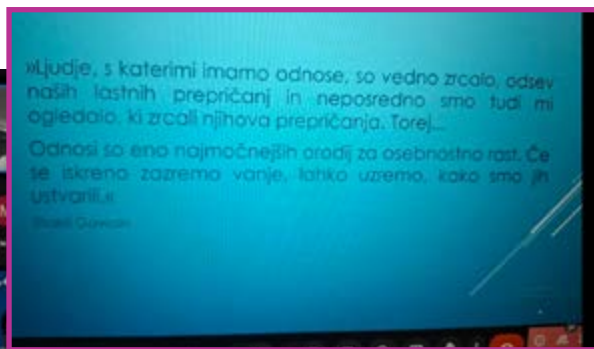 »Ljudje, s katerimi imamo odnose, so vedno zrcalo, odsev
naših lastnih prepričanj in neposredno smo tudi mi
ogledalo, ki zrcali njihova prepričanja. Torej...
Odnosi so eno najmočnejših orodij za osebnostno rast. Če
se iskreno zazremo vanje, lahko uzremo, kako smo jih
ustvarili.«